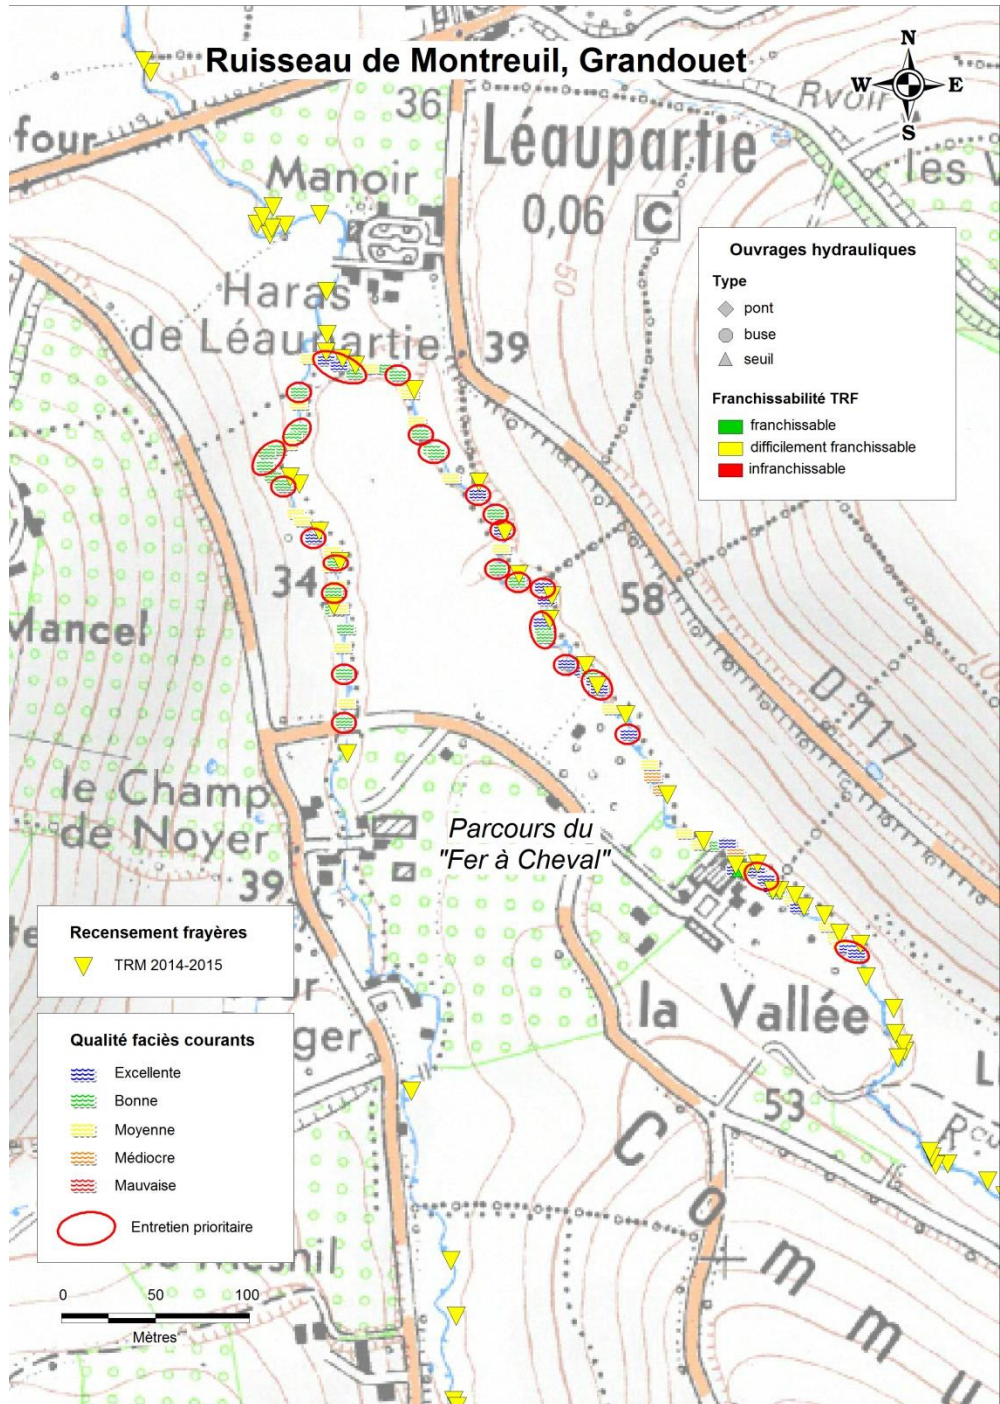 Ruisseau de Montreuil, Grandouet
N
W
E
S
36
Rvoir
four
Léaupartie
les V
Manoir
0,06
C
50
Haras
de Léaupartie
39
Ouvrages hydrauliques
Type
pont
buse
seuil
Franchissabilité TRF
franchissable
difficilement franchissable
infranchissable
34
58
Mancel
D 117
le Champ
de Noyer
Parcours du
"Fer à Cheval"
39
Recensement frayères
TRM 2014-2015
la Vallée
ger
53
Qualité faciès courants
Excellente
Bonne
Moyenne
Médiocre
Mauvaise
Entretien prioritaire
C
o
m
m
u
0
50
100
Mètres